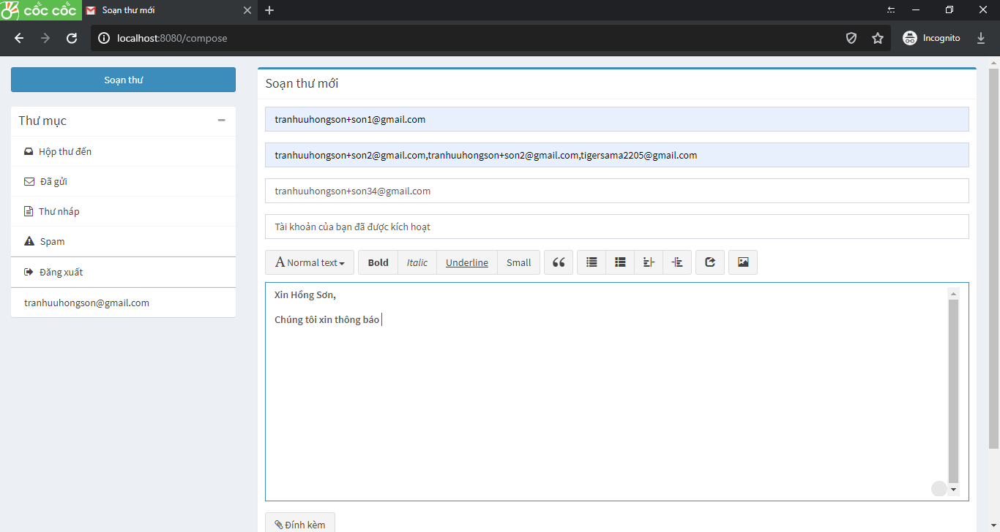 cốc cốc
Soạn thư mới
localhost:8080/compose
Incognito
Soạn thư
Thư mục
Hộp thư đến
Đã gửi
Thư nháp
Spam
Đăng xuất
tranhuuhongson@gmail.com
Soạn thư mới
tranhuuhongson+son1@gmail.com
tranhuuhongson+son2@gmail.com,tranhuuhongson+son2@gmail.com,tigersama2205@gmail.com
tranhuuhongson+son34@gmail.com
Tài khoản của bạn đã được kích hoạt
A Normal text Bold Italic Underline Small
Xin Hồng Sơn,
Chúng tôi xin thông báo
Đính kèm